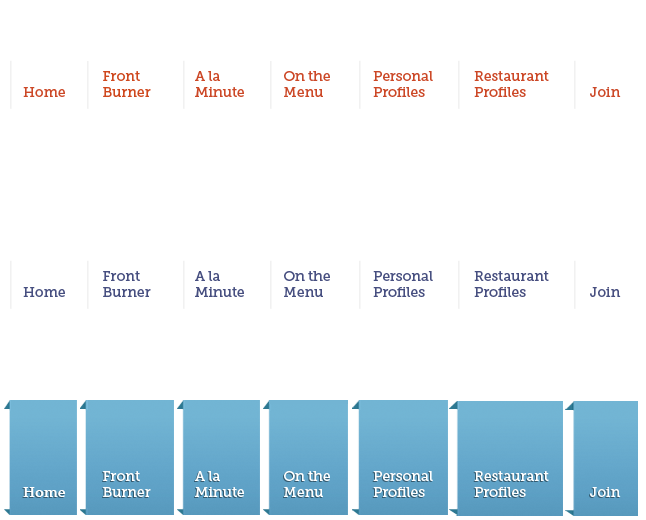 Home
Front
Burner
A la
Minute
On the
Menu
Personal
Profiles
Restaurant
Profiles
Join
Home
Front
Burner
A la
Minute
On the
Menu
Personal
Profiles
Restaurant
Profiles
Join
Home
Front
Burner
A la
Minute
On the
Menu
Personal
Profiles
Restaurant
Profiles
Join